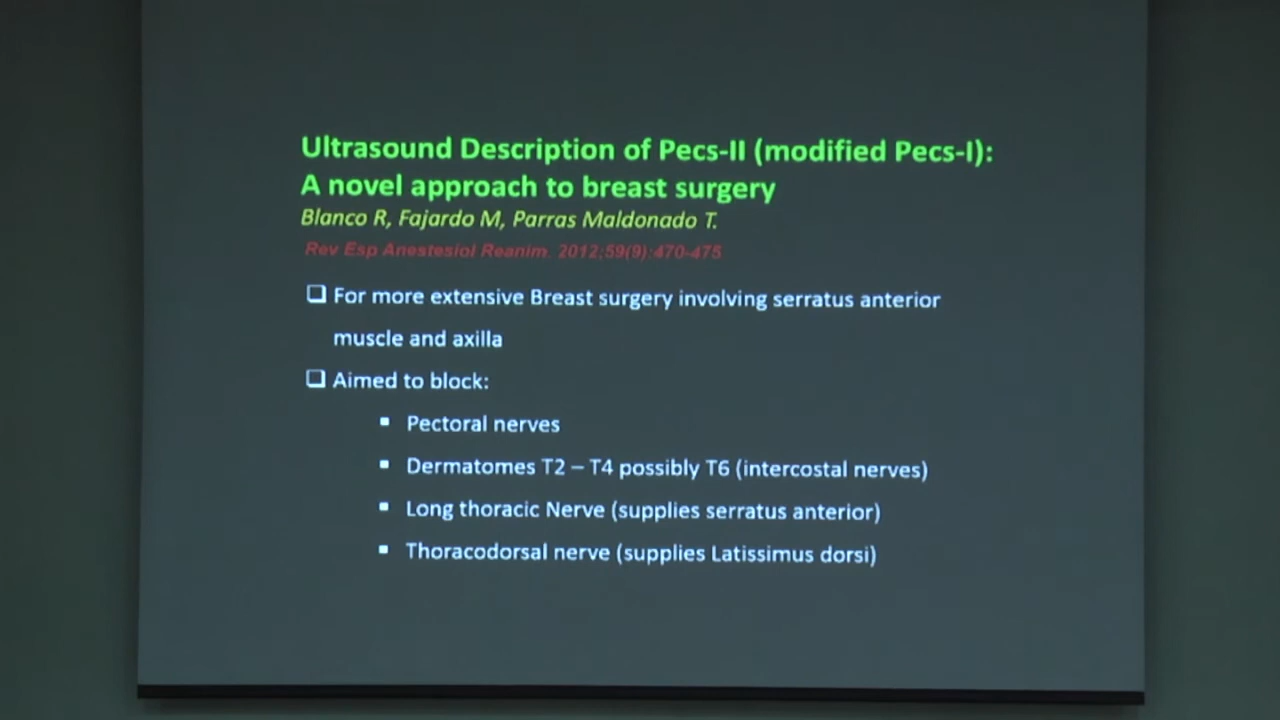 Ultrasound Description of Pecs-II (modified Pecs-I):
A novel approach to breast surgery
Blanco R, Fajardo M, Parras Maldonado T.
Rev Esp Anestesiol Reanim. 2012;59(9):470-475
❑ For more extensive Breast surgery involving serratus anterior
muscle and axilla
❑ Aimed to block:
▪ Pectoral nerves
▪ Dermatomes T2 – T4 possibly T6 (intercostal nerves)
▪ Long thoracic Nerve (supplies serratus anterior)
▪ Thoracodorsal nerve (supplies Latissimus dorsi)